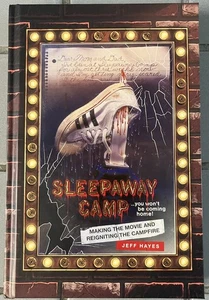 SLEEPAWAY
CAMP
...you won't
be coming
home!
MAKING THE MOVIE AND
REIGNITING THE CAMPFIRE
JEFF HAYES